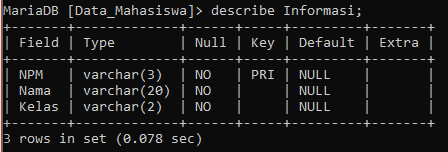 MariaDB [Data_Mahasiswa]> describe Informasi;
+-------+-------------+------+-----+---------+-------+
| Field | Type        | Null | Key | Default | Extra |
+-------+-------------+------+-----+---------+-------+
| NPM   | varchar(3)  | NO   | PRI | NULL    |       |
| Nama  | varchar(20) | NO   |     | NULL    |       |
| Kelas | varchar(2)  | NO   |     | NULL    |       |
+-------+-------------+------+-----+---------+-------+
3 rows in set (0.078 sec)